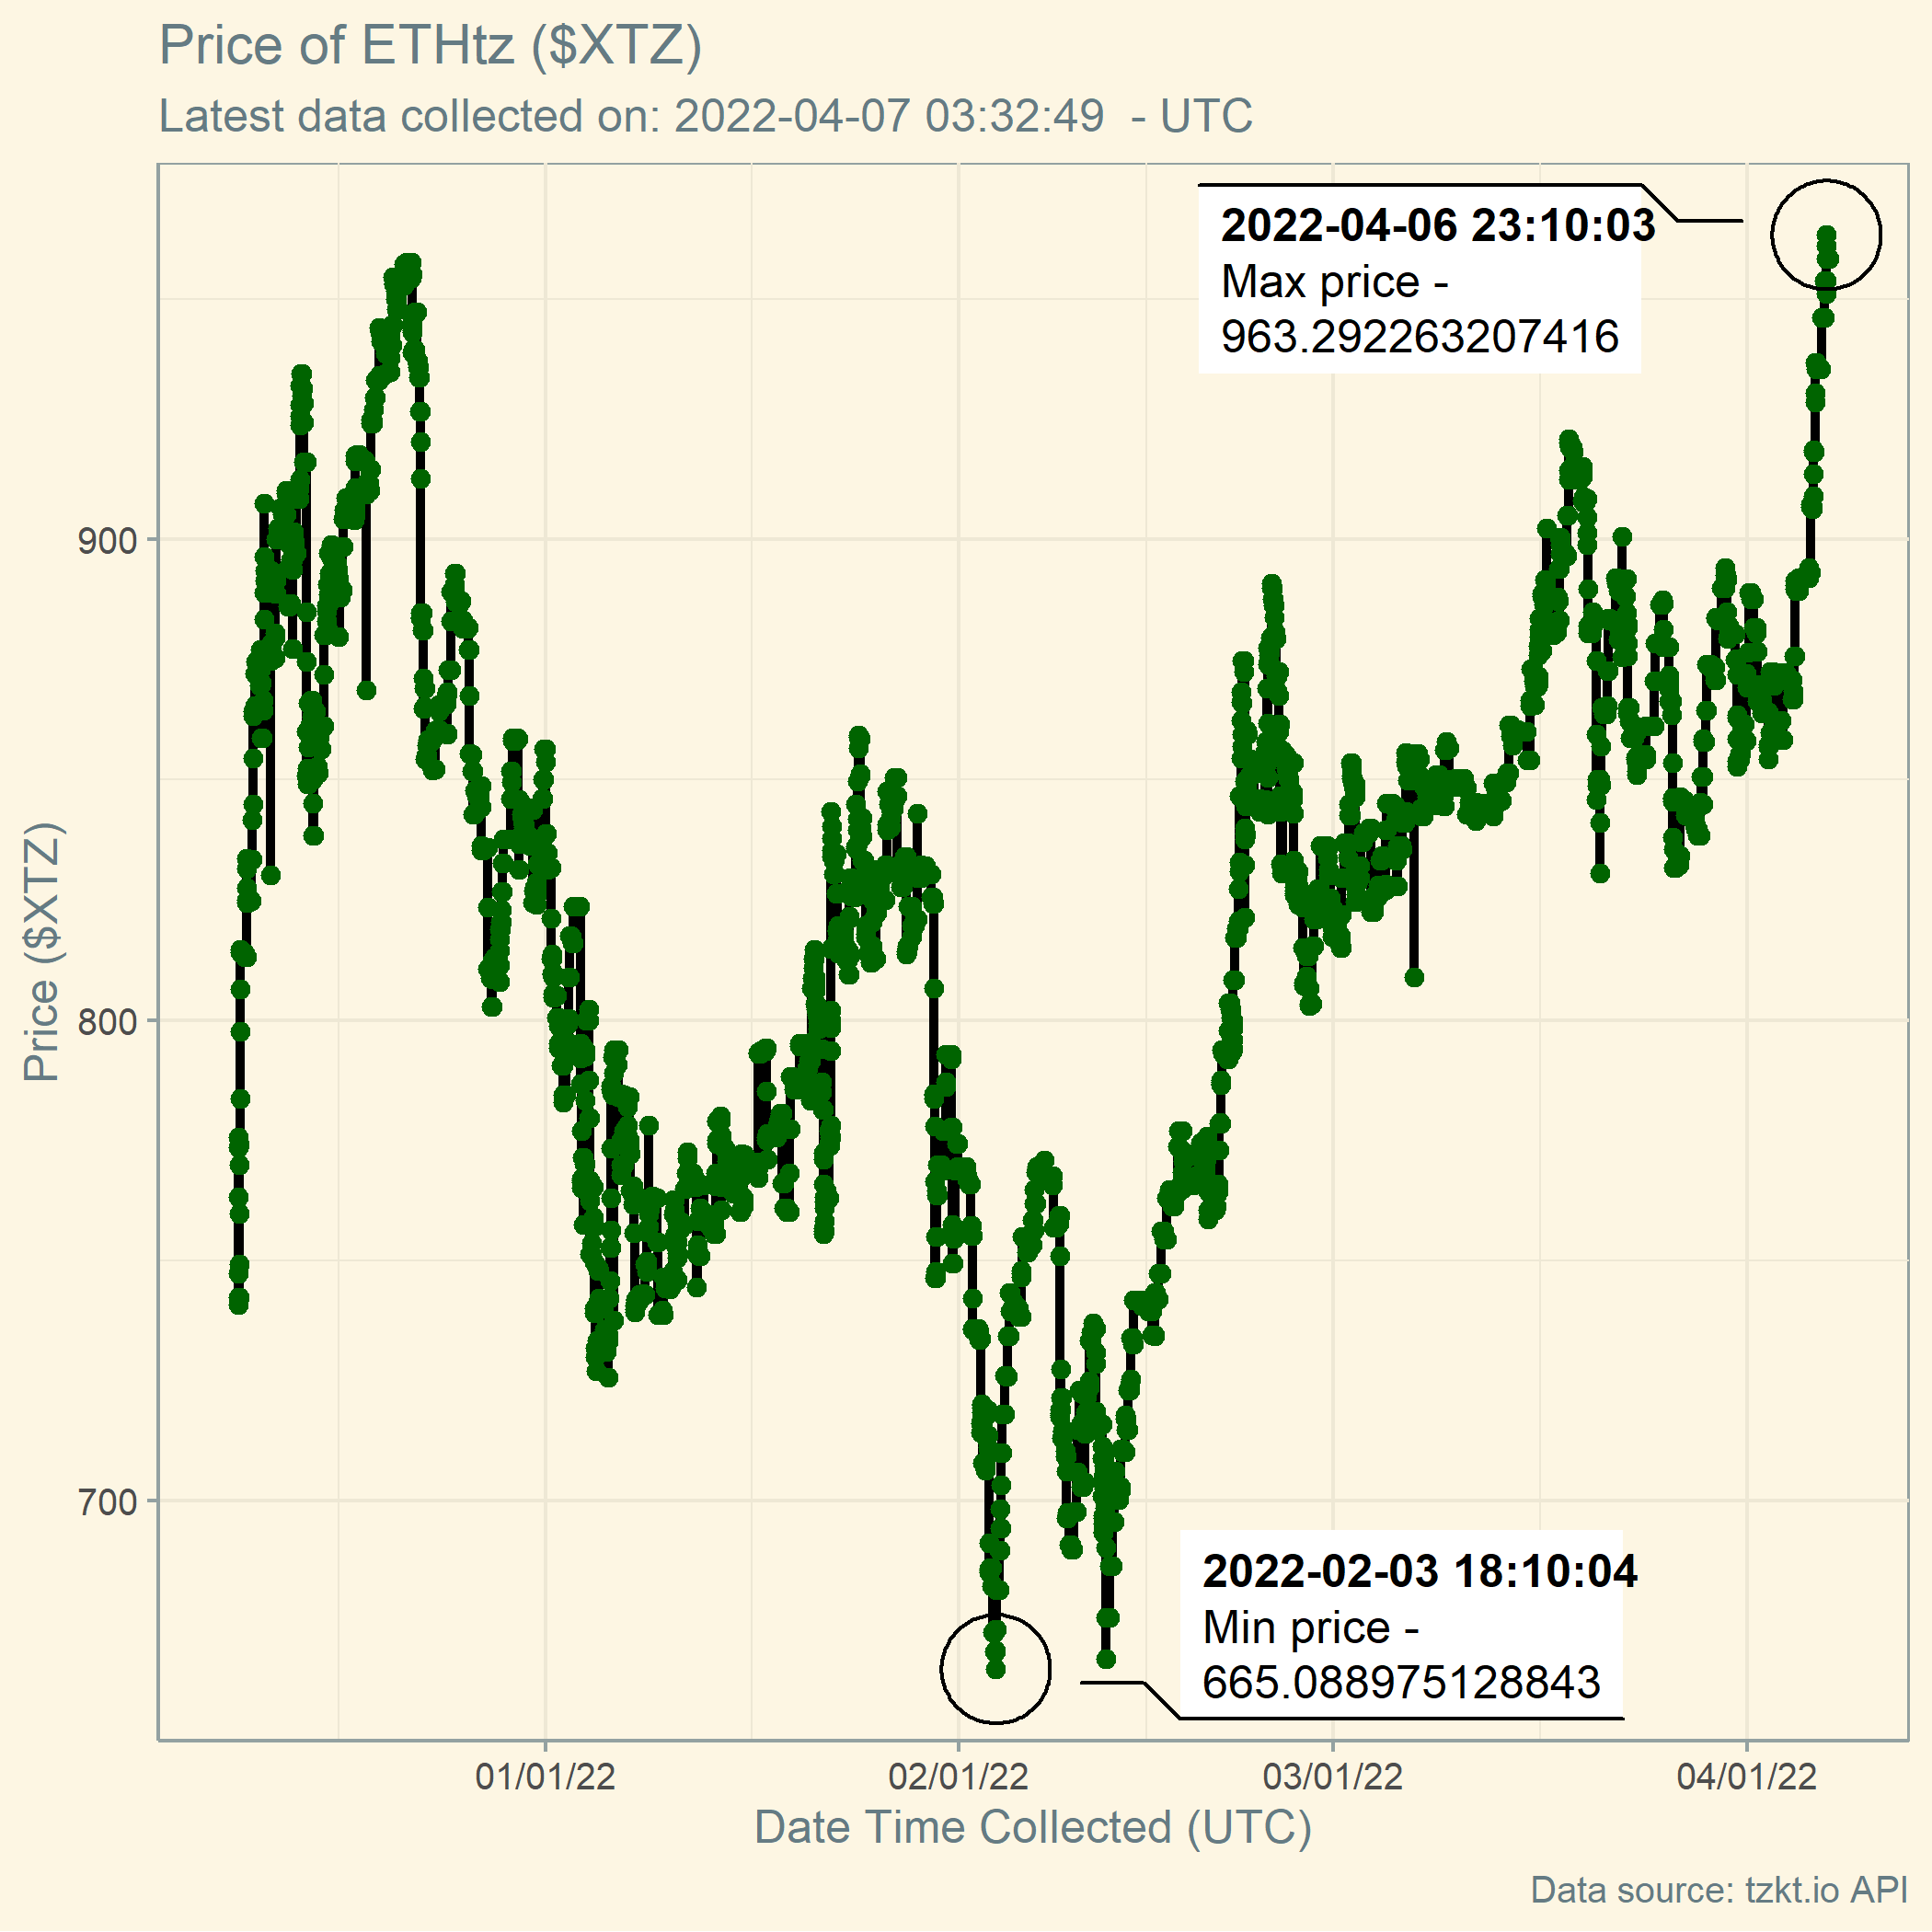 Price of ETHtz ($XTZ)
Latest data collected on: 2022-04-07 03:32:49  - UTC
2022-04-06 23:10:03
Max price -
963.292263207416
900
800
700
Price ($XTZ)
2022-02-03 18:10:04
Min price -
665.088975128843
01/01/22 02/01/22 03/01/22 04/01/22
Date Time Collected (UTC)
Data source: tzkt.io API